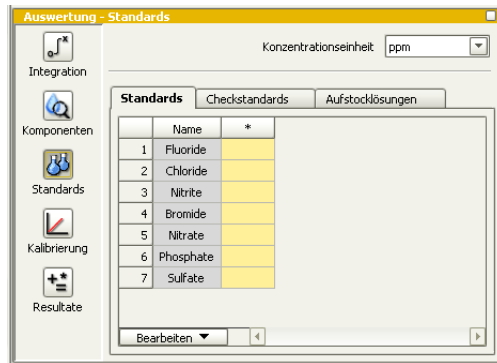 Auswertung - Standards
Integration
Komponenten
Standards
Kalibrierung
Resultate
Konzentrationseinheit ppm
Standards Checkstandards Aufstocklösungen
Name *
1 Fluoride
2 Chloride
3 Nitrite
4 Bromide
5 Nitrate
6 Phosphate
7 Sulfate
Bearbeiten